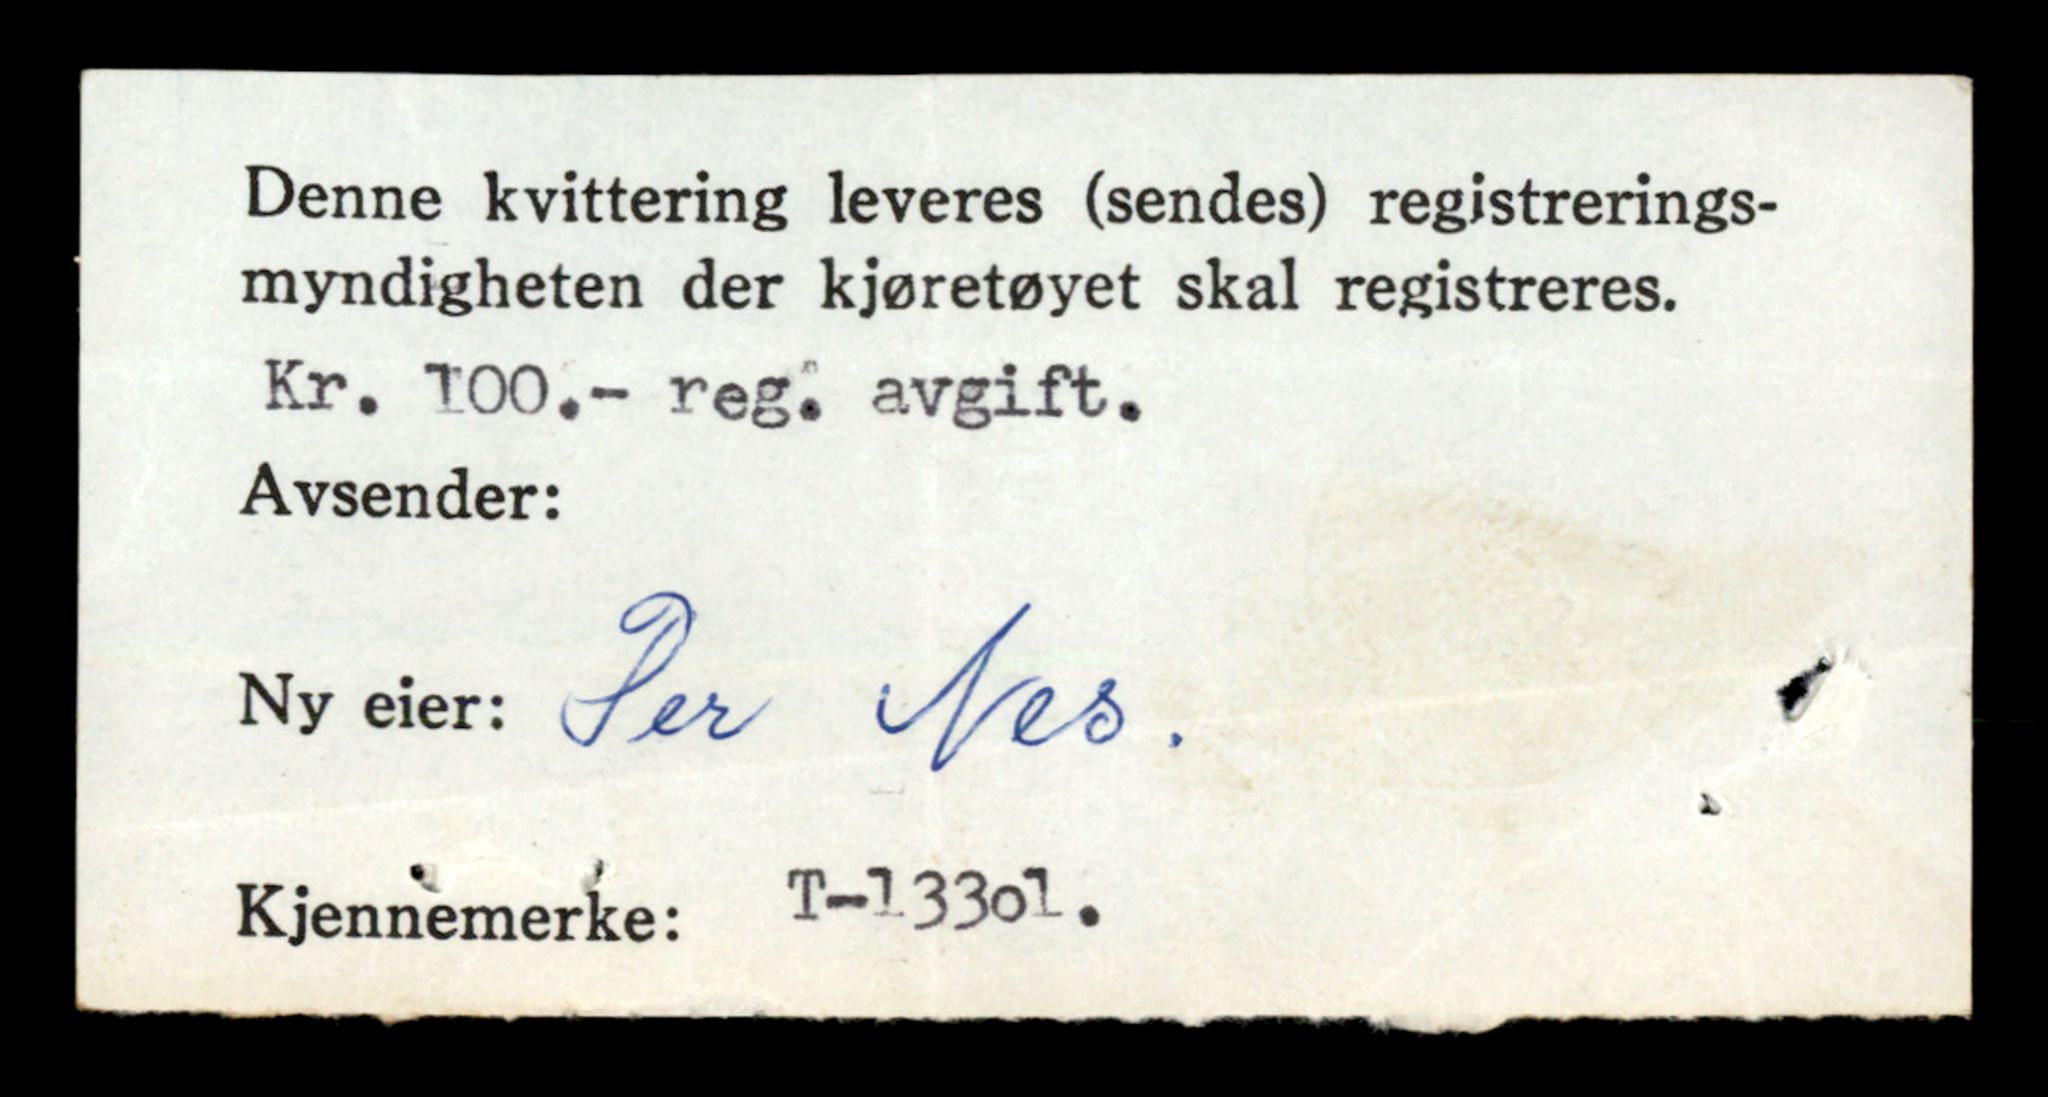 Denne kvittering leveres (sendes) registrerings-
myndigheten der kjøretøyet skal registreres.
Kr. 100.- reg. avgift.
Avsender:
Ny eier: Per Nes.
Kjennemerke: T-133o1.